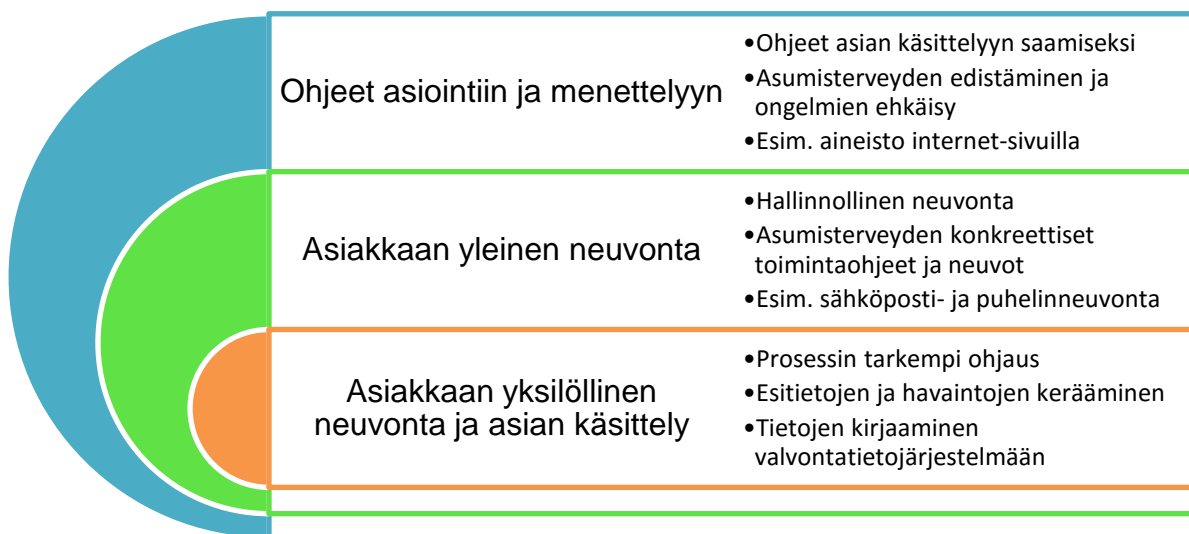 Ohjeet asiointiin ja menettelyyn
•Ohjeet asian käsittelyyn saamiseksi
•Asumisterveyden edistäminen ja
ongelmien ehkäisy
•Esim. aineisto internet-sivuilla
Asiakkaan yleinen neuvonta
•Hallinnollinen neuvonta
•Asumisterveyden konkreettiset
toimintaohjeet ja neuvot
•Esim. sähköposti- ja puhelinneuvonta
Asiakkaan yksilöllinen
neuvonta ja asian käsittely
•Prosessin tarkempi ohjaus
•Esitietojen ja havaintojen kerääminen
•Tietojen kirjaaminen
valvontatietojärjestelmään